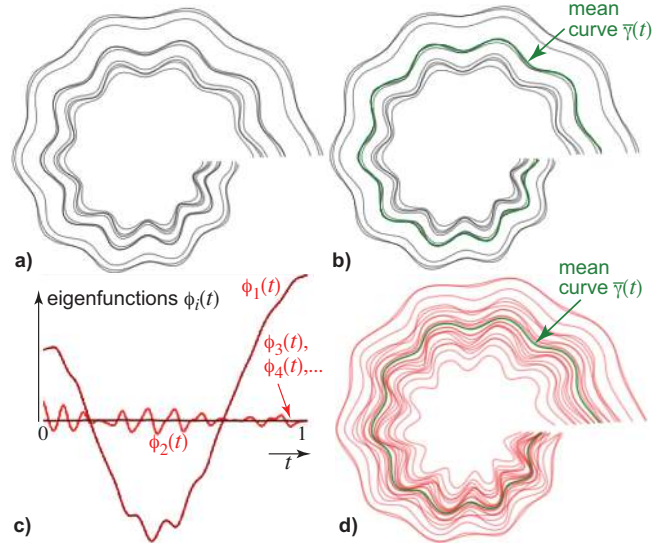 mean
curve γ̅(t)
a)
b)
eigenfunctions ϕᵢ(t)
ϕ₁(t)
ϕ₃(t),
ϕ₄(t),...
ϕ₂(t)
0
1
t
c)
mean
curve γ̅(t)
d)